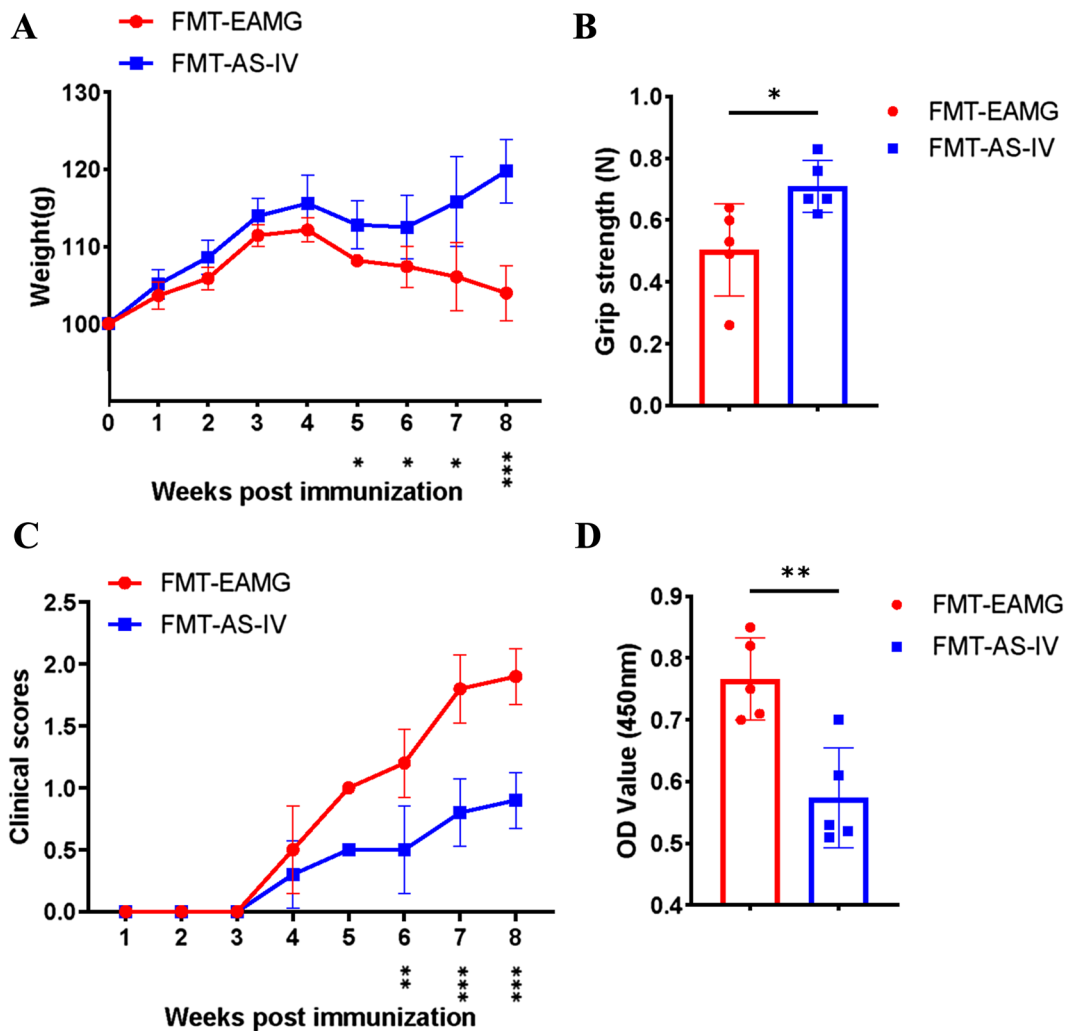 A
FMT-EAMG
FMT-AS-IV
130
120
110
100
Weight(g)
0 1 2 3 4 5 6 7 8
* * * ***
Weeks post immunization
B
*
FMT-EAMG
FMT-AS-IV
1.0
0.8
0.6
0.4
0.2
0.0
Grip strength (N)
C
FMT-EAMG
FMT-AS-IV
2.5
2.0
1.5
1.0
0.5
0.0
Clinical scores
1 2 3 4 5 6 7 8
** *** ***
Weeks post immunization
D
**
FMT-EAMG
FMT-AS-IV
0.9
0.8
0.7
0.6
0.5
0.4
OD Value (450nm)